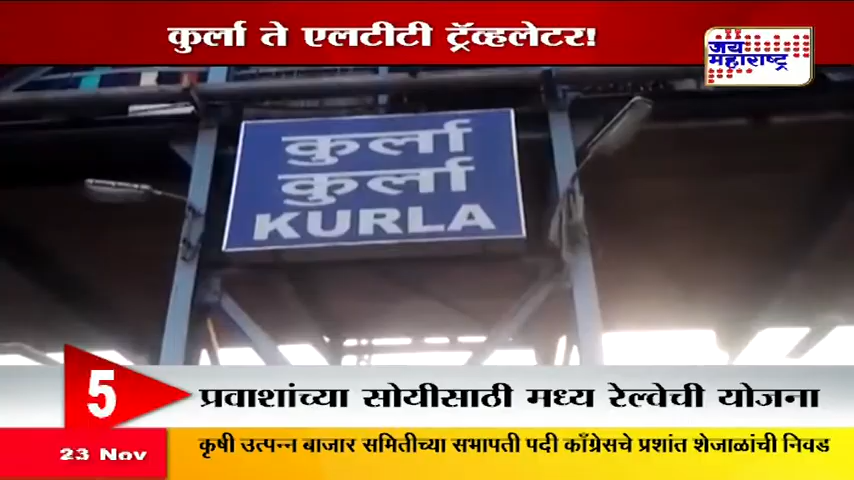 कुर्ला ते एलटीटी ट्रॅव्हलेटर!
जय
महाराष्ट्र
कुर्ला
कुर्ला
KURLA
5
प्रवाशांच्या सोयीसाठी मध्य रेल्वेची योजना
23 Nov
कृषी उत्पन्न बाजार समितीच्या सभापती पदी काँग्रेसचे प्रशांत शेजाळांची निवड